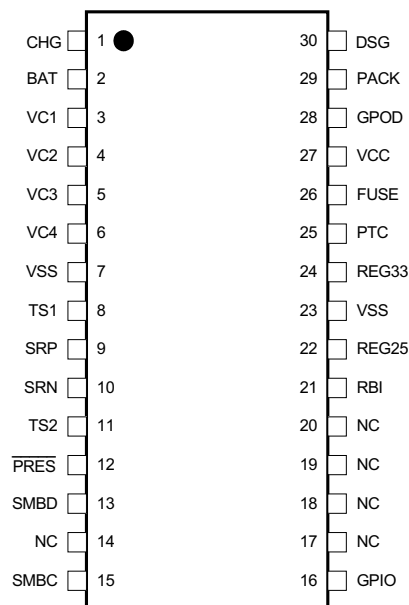 CHG 1 30 DSG
BAT 2 29 PACK
VC1 3 28 GPOD
VC2 4 27 VCC
VC3 5 26 FUSE
VC4 6 25 PTC
VSS 7 24 REG33
TS1 8 23 VSS
SRP 9 22 REG25
SRN 10 21 RBI
TS2 11 20 NC
PRES 12 19 NC
SMBD 13 18 NC
NC 14 17 NC
SMBC 15 16 GPIO